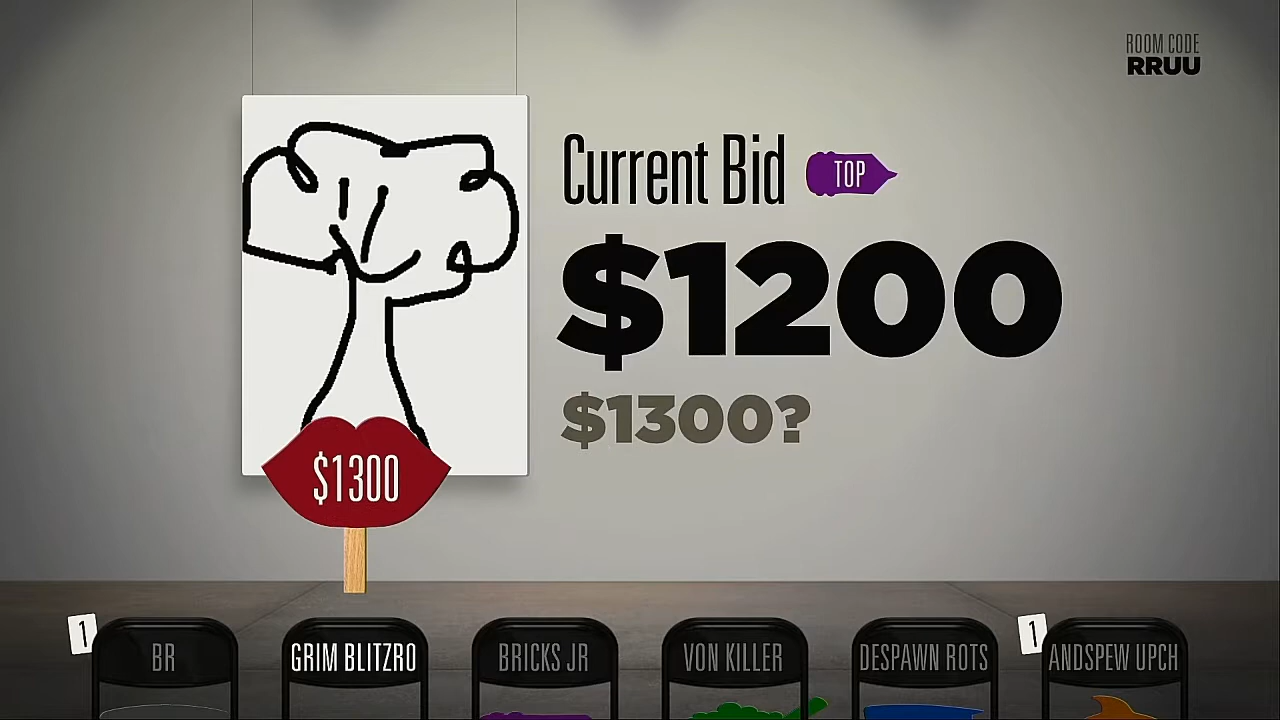 ROOM CODE
RRUU
Current Bid TOP
$1200
$1300?
$1300
1
1
BR
GRIM BLITZRO
BRICKS JR
VON KILLER
DESPAWN ROTS
ANDSPEW UPCH